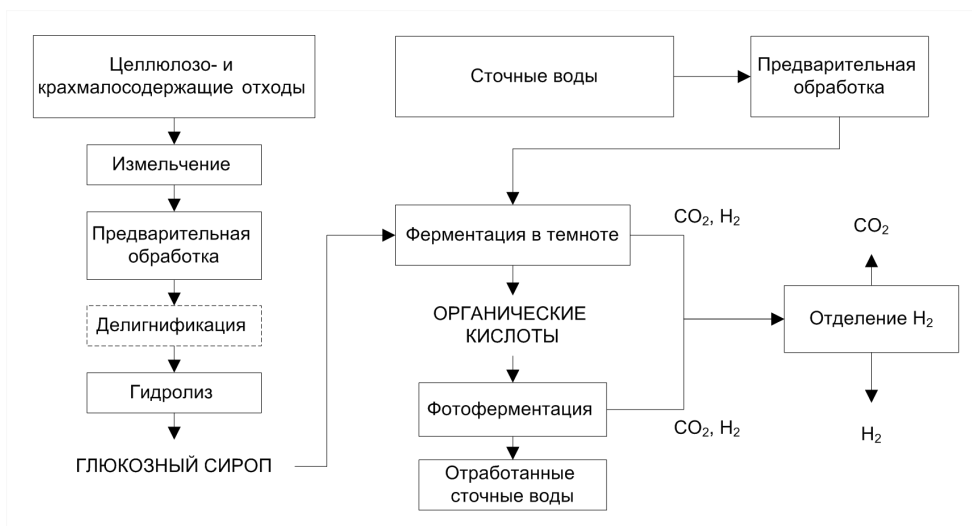 Целлюлозо- и
крахмалосодержащие отходы
Измельчение
Предварительная
обработка
Делигнификация
Гидролиз
ГЛЮКОЗНЫЙ СИРОП
Сточные воды
Предварительная
обработка
Ферментация в темноте
CO₂, H₂
ОРГАНИЧЕСКИЕ
КИСЛОТЫ
Фотоферментация
CO₂, H₂
Отработанные
сточные воды
CO₂
Отделение H₂
H₂